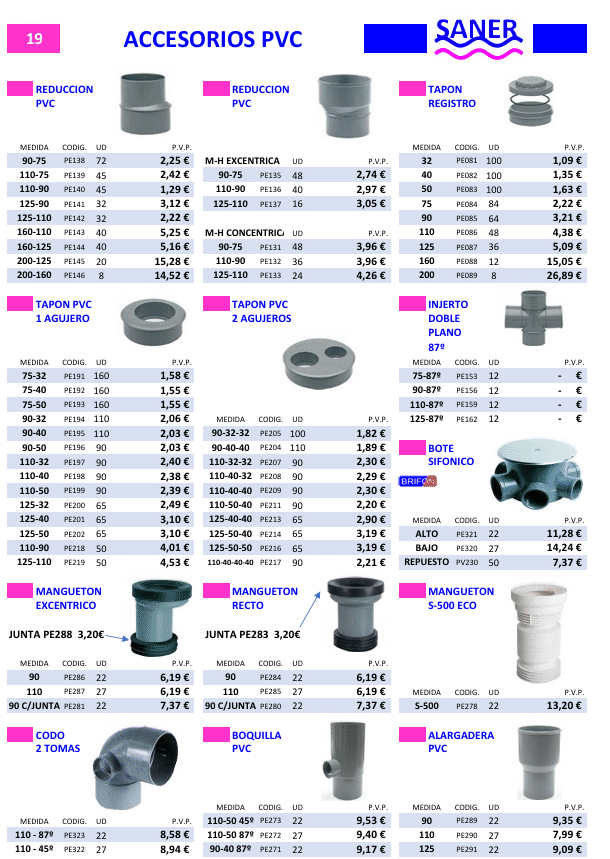 19
ACCESORIOS PVC
SANER
REDUCCION
PVC
MEDIDA CODIG. UD P.V.P.
90-75 PE138 72 2,25 €
110-75 PE139 45 2,42 €
110-90 PE140 45 1,29 €
125-90 PE141 32 3,12 €
125-110 PE142 32 2,22 €
160-110 PE143 40 5,25 €
160-125 PE144 40 5,16 €
200-125 PE145 20 15,28 €
200-160 PE146 8 14,52 €
REDUCCION
PVC
M-H EXCENTRICA UD P.V.P.
90-75 PE135 48 2,74 €
110-90 PE136 40 2,97 €
125-110 PE137 16 3,05 €
M-H CONCENTRICA UD P.V.P.
90-75 PE131 48 3,96 €
110-90 PE132 36 3,96 €
125-110 PE133 24 4,26 €
TAPON
REGISTRO
MEDIDA CODIG. UD P.V.P.
32 PE081 100 1,09 €
40 PE082 100 1,35 €
50 PE083 100 1,63 €
75 PE084 84 2,22 €
90 PE085 64 3,21 €
110 PE086 48 4,38 €
125 PE087 36 5,09 €
160 PE088 12 15,05 €
200 PE089 8 26,89 €
TAPON PVC
1 AGUJERO
MEDIDA CODIG. UD P.V.P.
75-32 PE191 160 1,58 €
75-40 PE192 160 1,55 €
75-50 PE193 160 1,55 €
90-32 PE194 110 2,06 €
90-40 PE195 110 2,03 €
90-50 PE196 90 2,03 €
110-32 PE197 90 2,40 €
110-40 PE198 90 2,38 €
110-50 PE199 90 2,39 €
125-32 PE200 65 2,49 €
125-40 PE201 65 3,10 €
125-50 PE202 65 3,10 €
110-90 PE218 50 4,01 €
125-110 PE219 50 4,53 €
TAPON PVC
2 AGUJEROS
MEDIDA CODIG. UD P.V.P.
90-32-32 PE205 100 1,82 €
90-40-40 PE204 110 1,89 €
110-32-32 PE207 90 2,30 €
110-40-32 PE208 90 2,29 €
110-40-40 PE209 90 2,30 €
110-50-40 PE211 90 2,20 €
125-40-40 PE213 65 2,90 €
125-50-40 PE214 65 3,19 €
125-50-50 PE216 65 3,19 €
110-40-40-40 PE217 90 2,21 €
INJERTO
DOBLE
PLANO
87º
MEDIDA CODIG. UD P.V.P.
75-87º PE153 12 - €
90-87º PE156 12 - €
110-87º PE159 12 - €
125-87º PE162 12 - €
BOTE
SIFONICO
BRIFON
MEDIDA CODIG. UD P.V.P.
ALTO PE321 22 11,28 €
BAJO PE320 27 14,24 €
REPUESTO PV230 50 7,37 €
MANGUETON
EXCENTRICO
JUNTA PE288 3,20€
MEDIDA CODIG. UD P.V.P.
90 PE286 22 6,19 €
110 PE287 27 6,19 €
90 C/JUNTA PE281 22 7,37 €
MANGUETON
RECTO
JUNTA PE283 3,20€
MEDIDA CODIG. UD P.V.P.
90 PE284 22 6,19 €
110 PE285 27 6,19 €
90 C/JUNTA PE280 22 7,37 €
MANGUETON
S-500 ECO
MEDIDA CODIG. UD P.V.P.
S-500 PE278 22 13,20 €
CODO
2 TOMAS
MEDIDA CODIG. UD P.V.P.
110 - 87º PE323 22 8,58 €
110 - 45º PE322 27 8,94 €
BOQUILLA
PVC
MEDIDA CODIG. UD P.V.P.
110-50 45º PE273 22 9,53 €
110-50 87º PE272 27 9,40 €
90-40 87º PE271 22 9,17 €
ALARGADERA
PVC
MEDIDA CODIG. UD P.V.P.
90 PE289 22 9,35 €
110 PE290 27 7,99 €
125 PE291 22 9,09 €